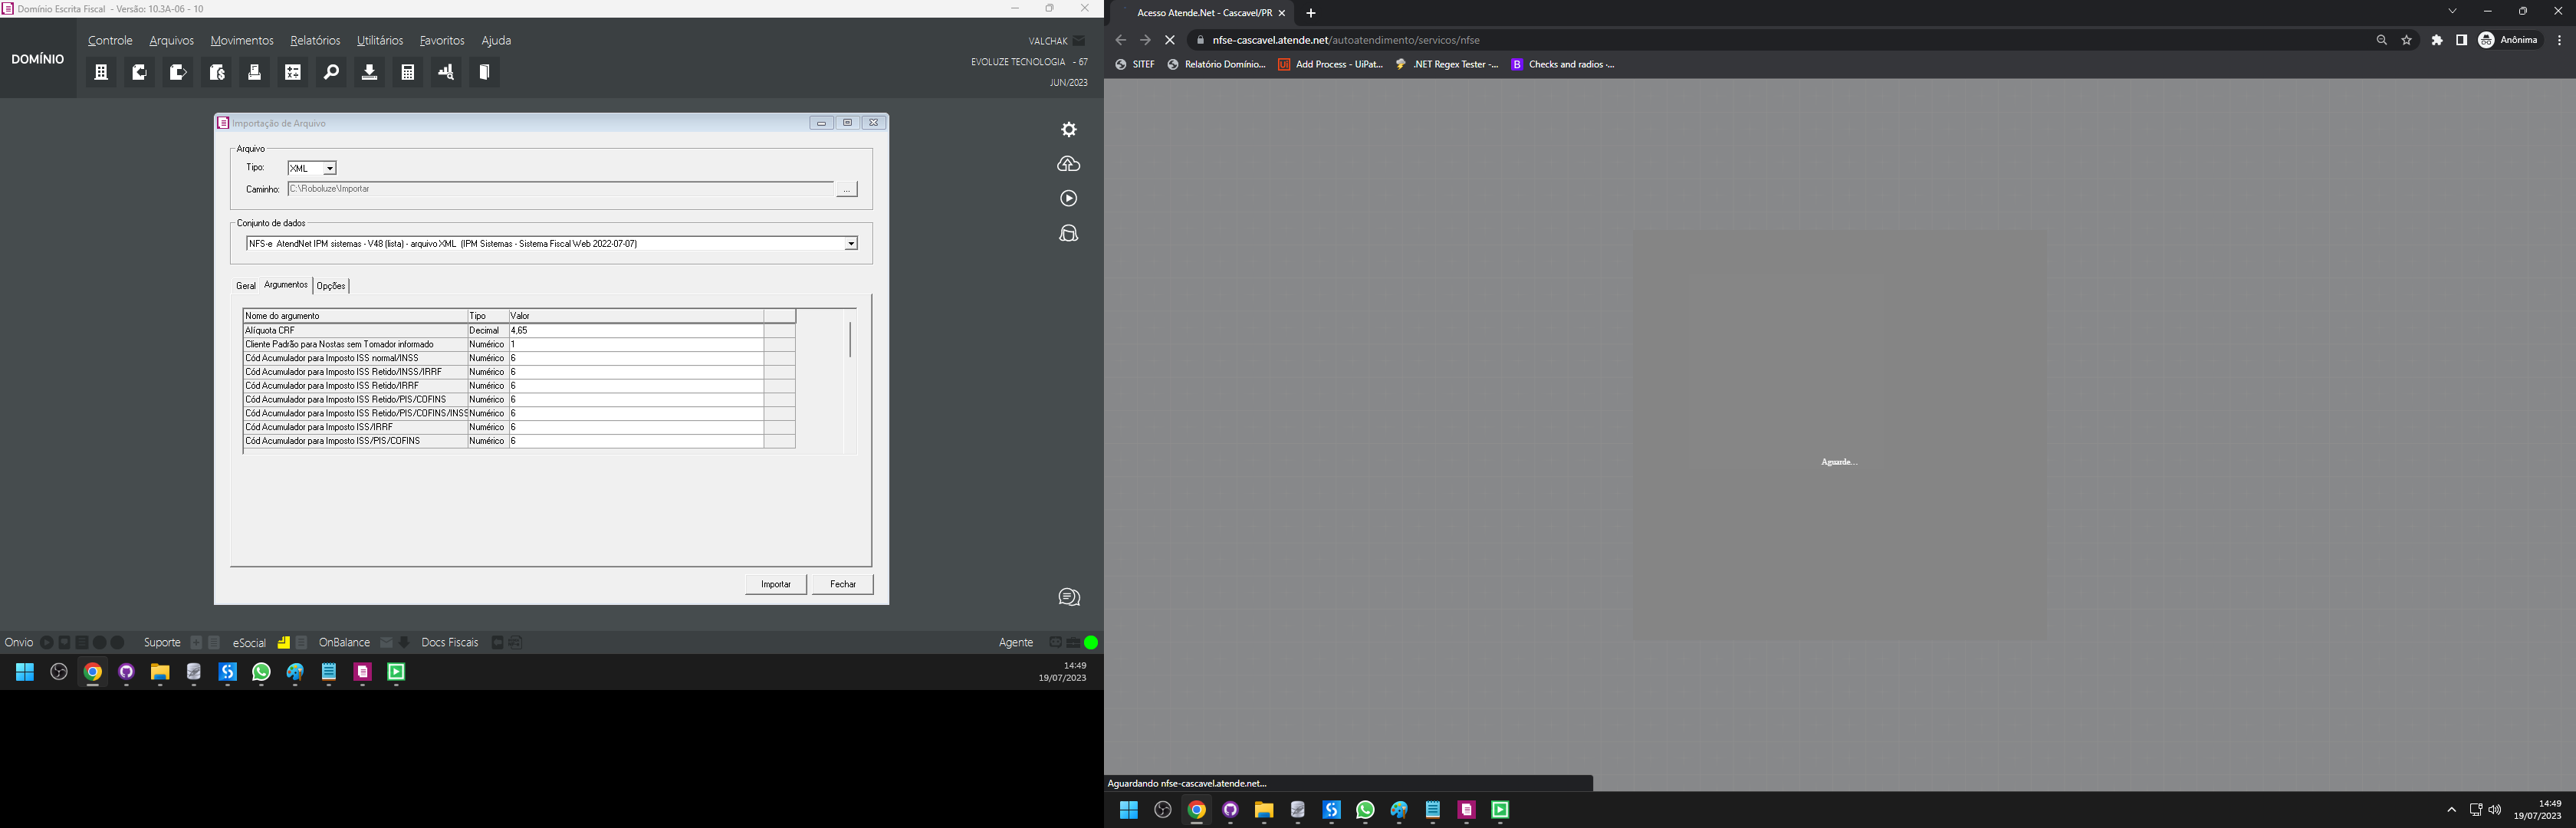 Domínio Escrita Fiscal - Versão: 10.3A-06 - 10
DOMÍNIO
Controle Arquivos Movimentos Relatórios Utilitários Favoritos Ajuda
VALCHAK
EVOLUZE TECNOLOGIA - 67
JUN/2023
Importação de Arquivo
Arquivo
Tipo: XML
Caminho: C:\Roboluze\Importar ...
Conjunto de dados
NFS-e AtendNet IPM sistemas - V48 (lista) - arquivo XML (IPM Sistemas - Sistema Fiscal Web 2022-07-07)
Geral Argumentos Opções
Nome do argumento Tipo Valor
Alíquota CRF Decimal 4,65
Cliente Padrão para Nostas sem Tomador informado Numérico 1
Cód Acumulador para Imposto ISS normal/INSS Numérico 6
Cód Acumulador para Imposto ISS Retido/INSS/IRRF Numérico 6
Cód Acumulador para Imposto ISS Retido/IRRF Numérico 6
Cód Acumulador para Imposto ISS Retido/PIS/COFINS Numérico 6
Cód Acumulador para Imposto ISS Retido/PIS/COFINS/INSS Numérico 6
Cód Acumulador para Imposto ISS/IRRF Numérico 6
Cód Acumulador para Imposto ISS/PIS/COFINS Numérico 6
Importar Fechar
Onvio Suporte eSocial OnBalance Docs Fiscais Agente
14:49
19/07/2023
Acesso Atende.Net - Cascavel/PR
nfse-cascavel.atende.net/autoatendimento/servicos/nfse
Anônima
SITEF Relatório Domínio... Add Process - UiPat... .NET Regex Tester -... B Checks and radios ·...
Aguarde...
Aguardando nfse-cascavel.atende.net...
14:49
19/07/2023